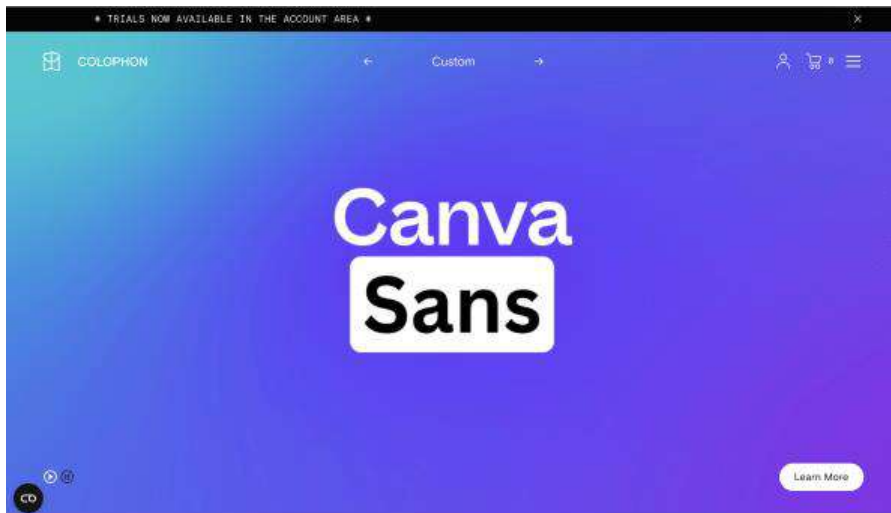 * TRIALS NOW AVAILABLE IN THE ACCOUNT AREA *
COLOPHON
← Custom →
Canva
Sans
Learn More